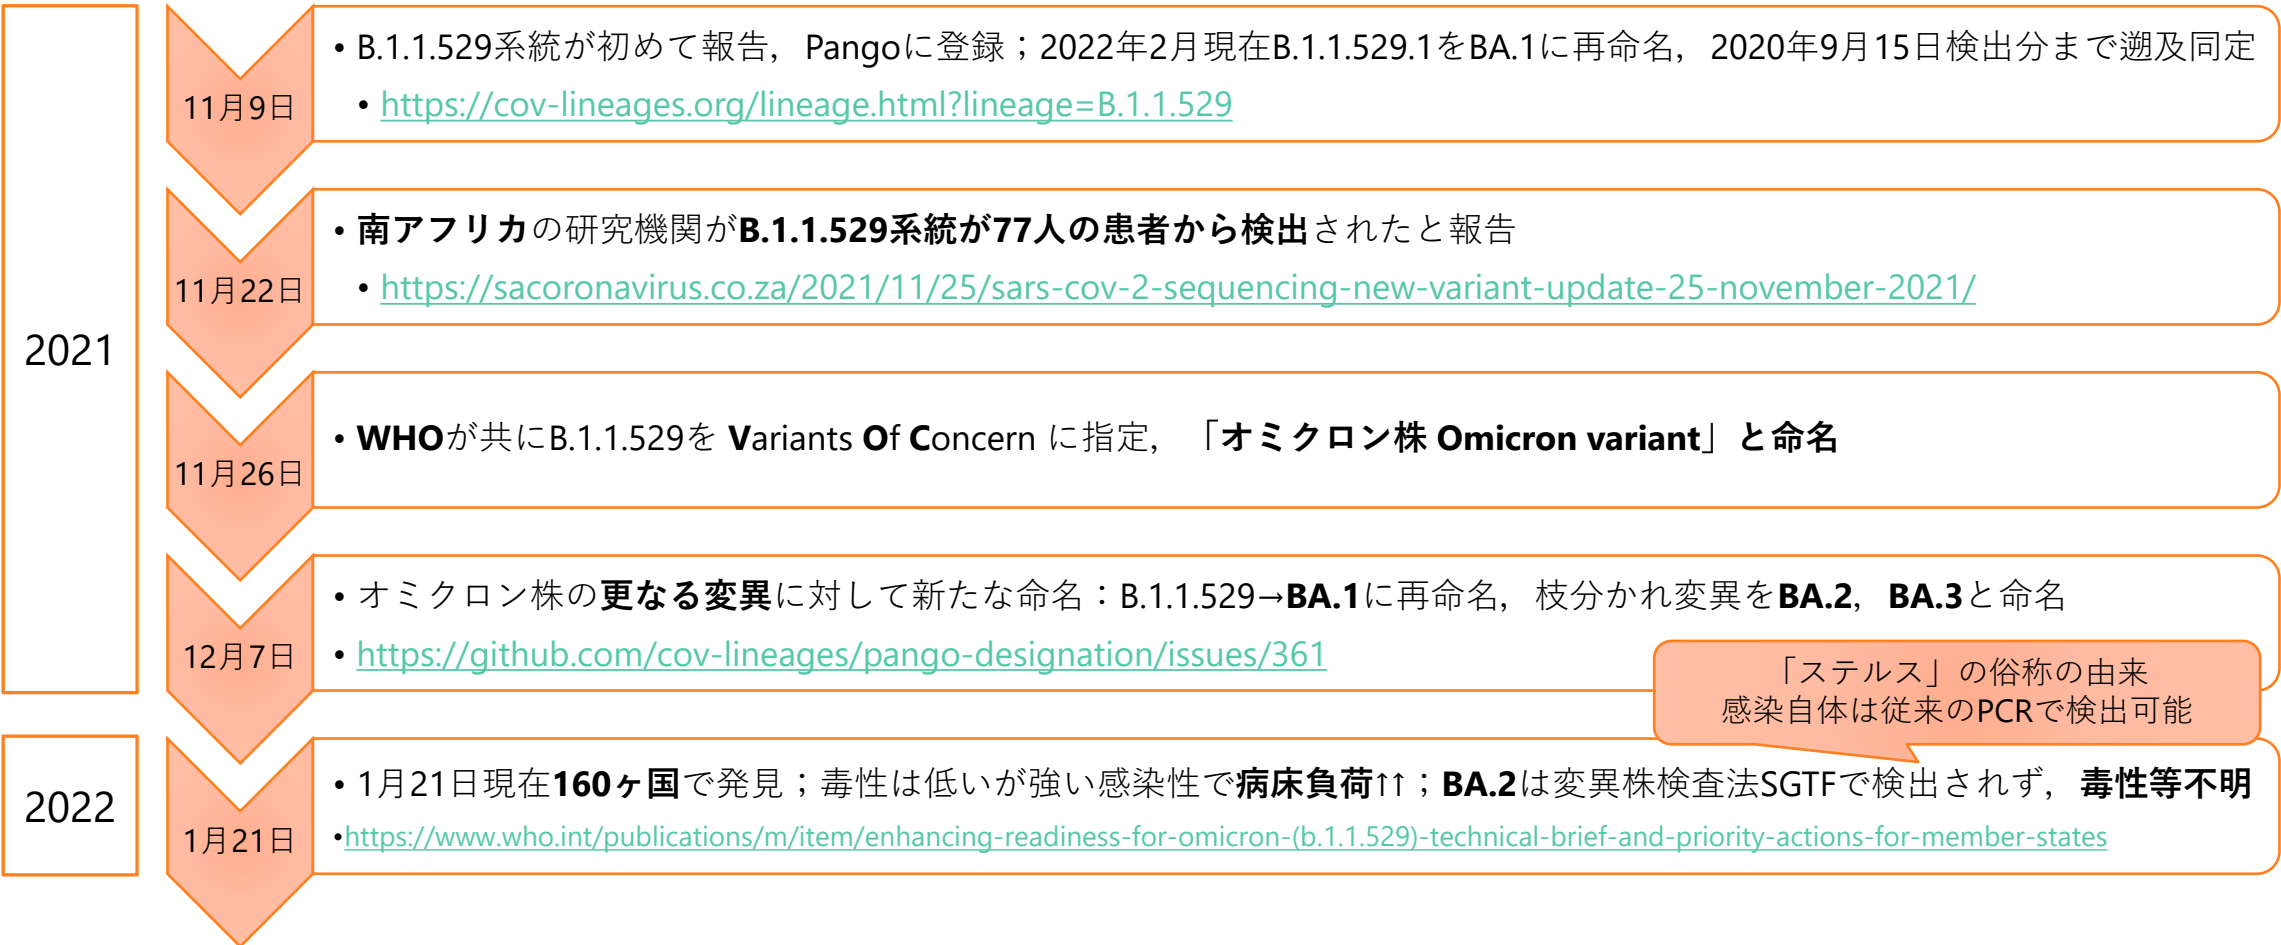 2021
11月9日
• B.1.1.529系統が初めて報告，Pangoに登録；2022年2月現在B.1.1.529.1をBA.1に再命名，2020年9月15日検出分まで遡及同定
• https://cov-lineages.org/lineage.html?lineage=B.1.1.529
11月22日
• 南アフリカの研究機関がB.1.1.529系統が77人の患者から検出されたと報告
• https://sacoronavirus.co.za/2021/11/25/sars-cov-2-sequencing-new-variant-update-25-november-2021/
11月26日
• WHOが共にB.1.1.529を Variants Of Concern に指定，「オミクロン株 Omicron variant」と命名
12月7日
• オミクロン株の更なる変異に対して新たな命名：B.1.1.529→BA.1に再命名，枝分かれ変異をBA.2，BA.3と命名
• https://github.com/cov-lineages/pango-designation/issues/361
「ステルス」の俗称の由来
感染自体は従来のPCRで検出可能
2022
1月21日
• 1月21日現在160ヶ国で発見；毒性は低いが強い感染性で病床負荷↑↑；BA.2は変異株検査法SGTFで検出されず，毒性等不明
•https://www.who.int/publications/m/item/enhancing-readiness-for-omicron-(b.1.1.529)-technical-brief-and-priority-actions-for-member-states